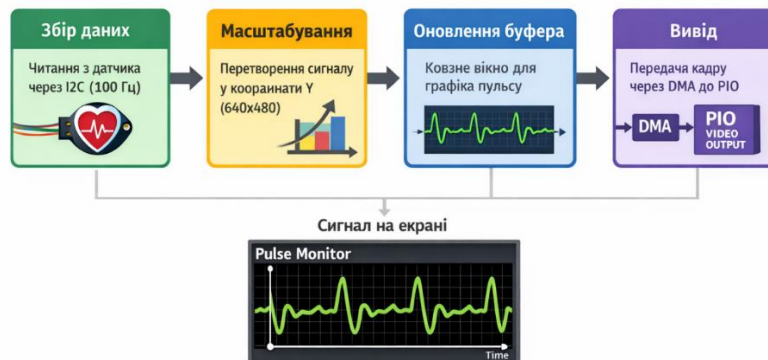 Збір даних
Читання з датчика
через I2C (100 Гц)
Масштабування
Перетворення сигналу
у коораинати Y
(640x480)
Оновлення буфера
Ковзне вікно для
графіка пульсу
Вивід
Передача кадру
через DMA до PIO
DMA
PIO
VIDEO
OUTPUT
Сигнал на екрані
Pulse Monitor
Time